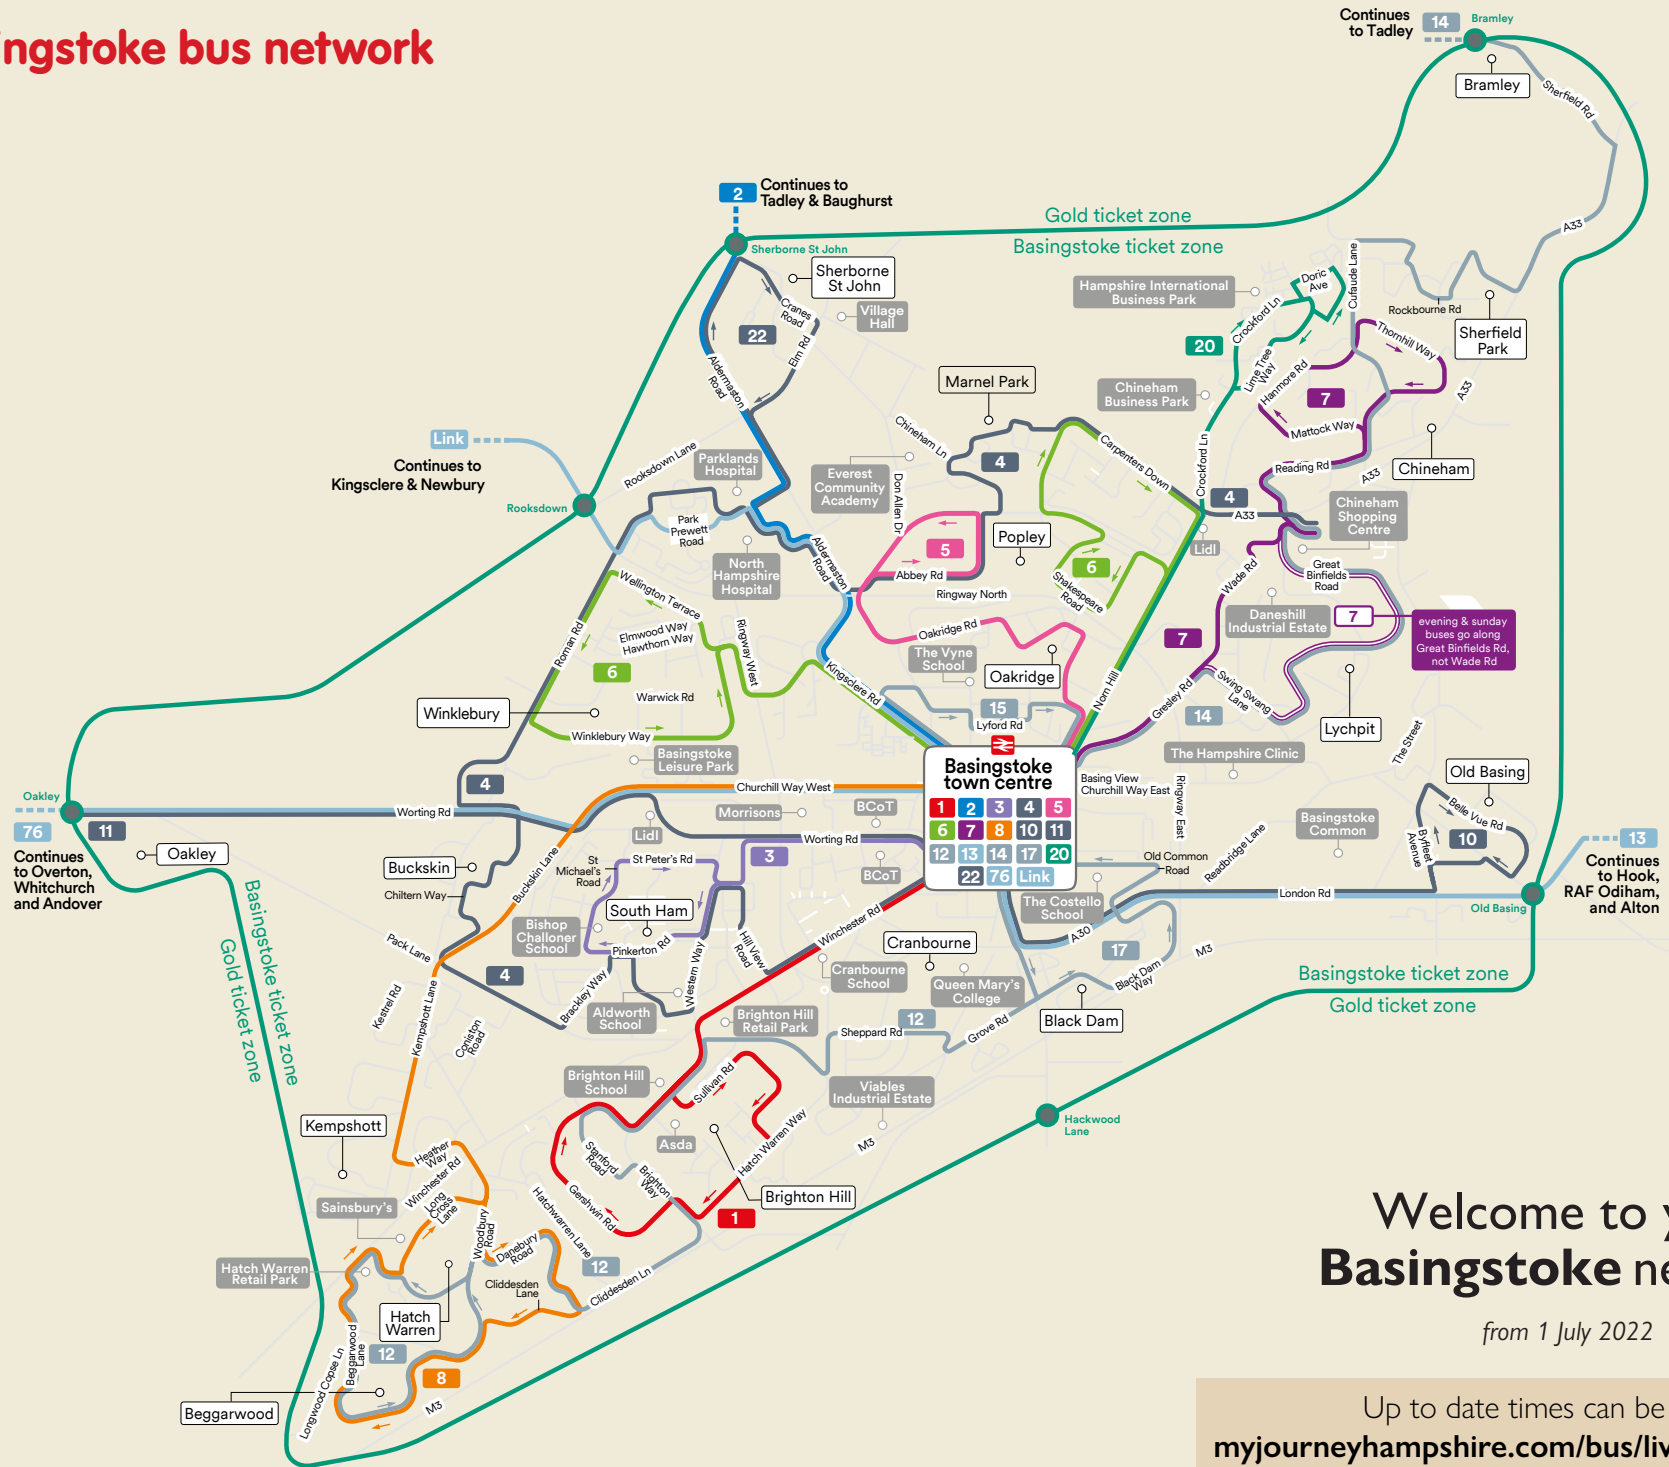 ingstoke bus network
Continues
to Tadley
14
Bramley
Bramley
Sherfield Rd
A33
2
Continues to
Tadley & Baughurst
Sherborne St John
Gold ticket zone
Basingstoke ticket zone
Sherborne
St John
Village
Hall
Cranes
Road
Elm Rd
22
Aldermaston
Road
Hampshire International
Business Park
Doric
Ave
Cufaude Lane
Crockford Ln
20
Lime Tree
Way
Hanmore Rd
Thornhill Way
Rockbourne Rd
Sherfield
Park
A33
7
Mattock Way
Chineham
Business Park
Reading Rd
A33
Chineham
Marnel Park
Chineham Ln
4
Carpenters Down
Crockford Ln
4
A33
Chineham
Shopping
Centre
Lidl
Link
Continues to
Kingsclere & Newbury
Rooksdown
Rooksdown Lane
Parklands
Hospital
Park
Prewett
Road
North
Hampshire
Hospital
Everest
Community
Academy
Don Allen Dr
5
Abbey Rd
Popley
6
Shakespeare
Road
Aldermaston
Road
Ringway North
Oakridge Rd
The Vyne
School
Oakridge
Wade Rd
Great
Binfields
Road
Daneshill
Industrial Estate
7
evening & sunday
buses go along
Great Binfields Rd,
not Wade Rd
7
Wellington Terrace
Elmwood Way
Hawthorn Way
Ringway West
Roman Rd
6
Warwick Rd
Winklebury
Winklebury Way
Kingsclere Rd
15
Lyford Rd
Norn Hill
Gresley Rd
Swing Swang
Lane
14
Lychpit
The Street
The Hampshire Clinic
Basingstoke
Leisure Park
Basingstoke
town centre
1 2 3 4 5
6 7 8 10 11
12 13 14 17 20
22 76 Link
Basing View
Churchill Way East
Ringway East
Old Basing
Belle Vue Rd
Byfleet
Avenue
10
Basingstoke
Common
13
Continues
to Hook,
RAF Odiham,
and Alton
Old Basing
Oakley
76
11
Continues
to Overton,
Whitchurch
and Andover
Oakley
Worting Rd
4
Churchill Way West
Morrisons
BCoT
Lidl
Worting Rd
BCoT
3
Buckskin
Chiltern Way
Buckskin Lane
St
Michael's
Road
St Peter's Rd
South Ham
Bishop
Challoner
School
Pinkerton Rd
Hill View
Road
Western Way
Winchester Rd
Old Common
Road
Readbridge Lane
London Rd
The Costello
School
A30
17
M3
Black Dam
Way
Black Dam
Cranbourne
Cranbourne
School
Queen Mary's
College
Basingstoke ticket zone
Gold ticket zone
Basingstoke ticket zone
Gold ticket zone
Pack Lane
4
Brackley Way
Aldworth
School
Kestrel Rd
Kempshott Lane
Coniston
Road
Brighton Hill
Retail Park
12
Sheppard Rd
Grove Rd
Brighton Hill
School
Sullivan Rd
Viables
Industrial Estate
M3
Asda
Hatch Warren Way
Hackwood
Lane
Kempshott
Heather
Way
Winchester Rd
Long
Cross
Lane
Sainsbury's
Stanford
Road
Brighton
Way
Gershwin Rd
Hatchwarren Lane
Brighton Hill
1
Woodbury
Road
Danebury
Road
12
Cliddesden Ln
Cliddesden
Lane
Hatch Warren
Retail Park
Hatch
Warren
Beggarwood
Lane
12
8
Longwood Copse Ln
M3
Beggarwood
Welcome to y
Basingstoke ne
from 1 July 2022
Up to date times can be
myjourneyhampshire.com/bus/liv